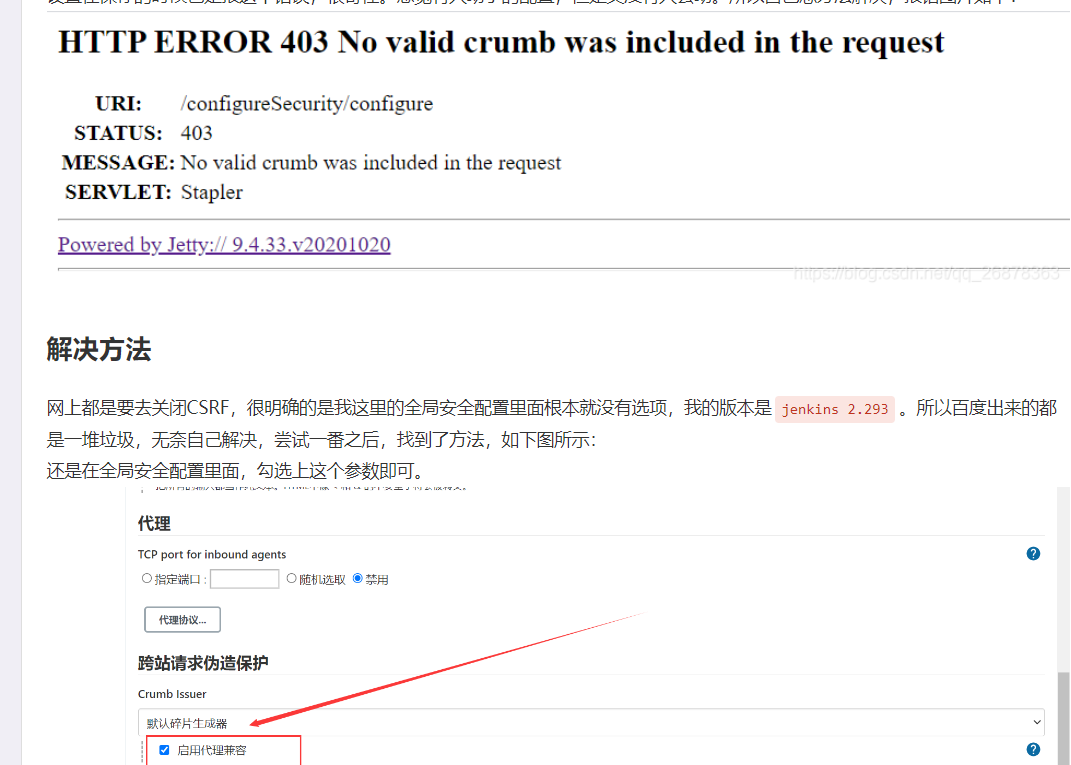 HTTP ERROR 403 No valid crumb was included in the request
URI: /configureSecurity/configure
STATUS: 403
MESSAGE: No valid crumb was included in the request
SERVLET: Stapler
Powered by Jetty:// 9.4.33.v20201020
https://blog.csdn.net/qq_26878363
解决方法
网上都是要去关闭CSRF，很明确的是我这里的全局安全配置里面根本就没有选项，我的版本是 jenkins 2.293 。所以百度出来的都
是一堆垃圾，无奈自己解决，尝试一番之后，找到了方法，如下图所示：
还是在全局安全配置里面，勾选上这个参数即可。
代理
TCP port for inbound agents
指定端口 : 随机选取 禁用
代理协议...
跨站请求伪造保护
Crumb Issuer
默认碎片生成器
启用代理兼容